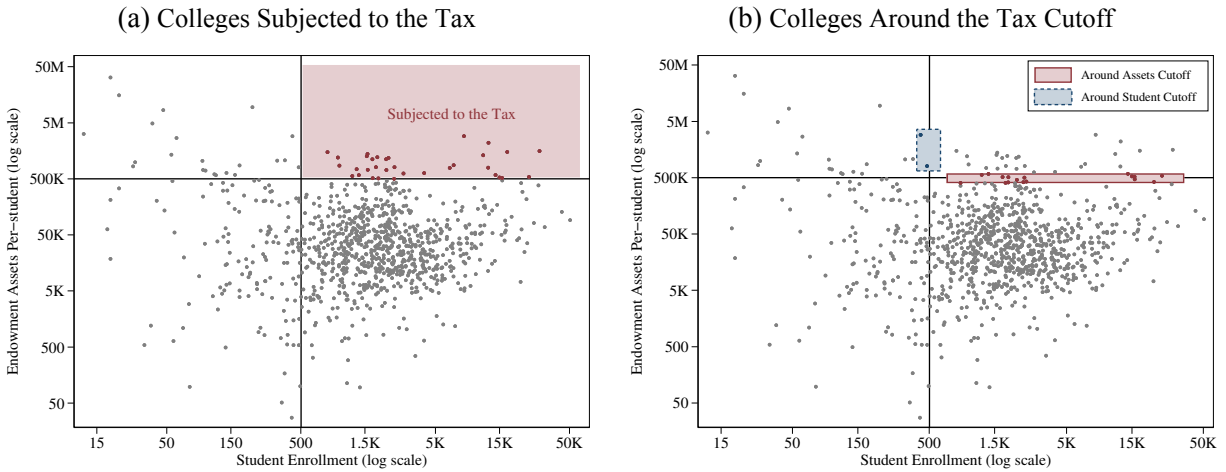 (a) Colleges Subjected to the Tax
Endowment Assets Per-student (log scale)
50M
5M
500K
50K
5K
500
50
Subjected to the Tax
15
50
150
500
1.5K
5K
15K
50K
Student Enrollment (log scale)
(b) Colleges Around the Tax Cutoff
Endowment Assets Per-student (log scale)
50M
5M
500K
50K
5K
500
50
Around Assets Cutoff
Around Student Cutoff
15
50
150
500
1.5K
5K
15K
50K
Student Enrollment (log scale)